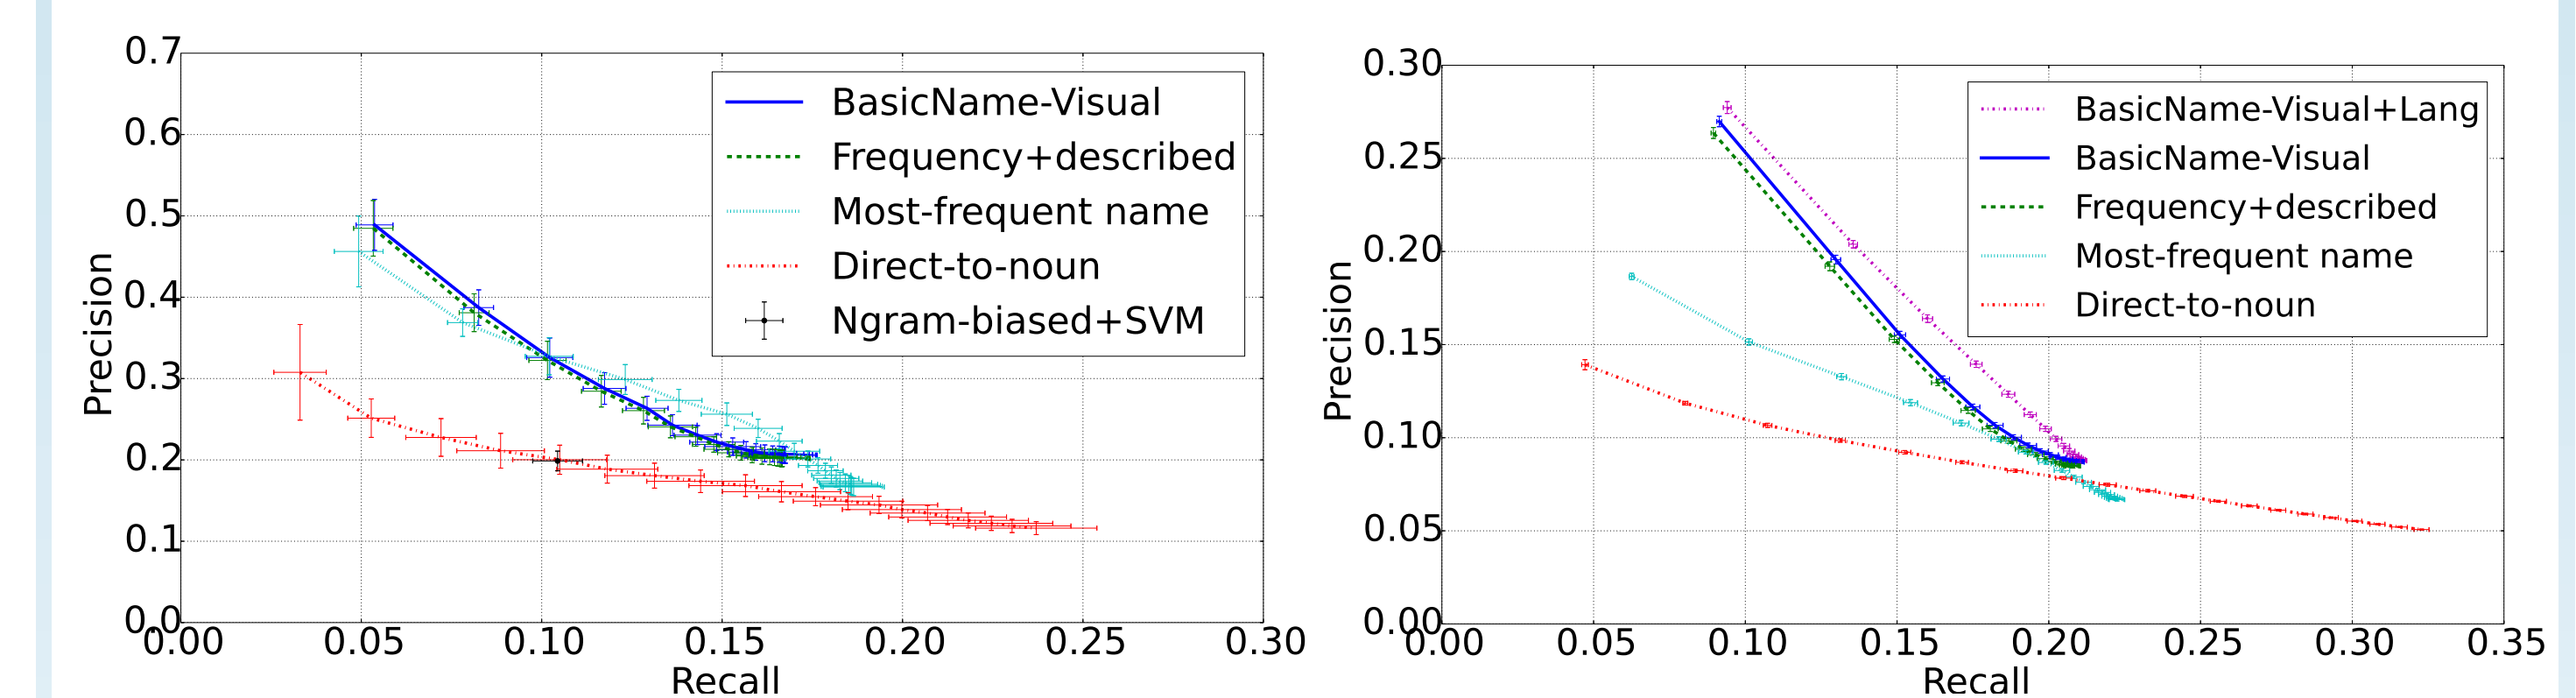 0.7
0.6
0.5
0.4
0.3
0.2
0.1
0.0
0.00 0.05 0.10 0.15 0.20 0.25 0.30
Precision
Recall
BasicName-Visual
Frequency+described
Most-frequent name
Direct-to-noun
Ngram-biased+SVM
0.30
0.25
0.20
0.15
0.10
0.05
0.00
0.00 0.05 0.10 0.15 0.20 0.25 0.30 0.35
Precision
Recall
BasicName-Visual+Lang
BasicName-Visual
Frequency+described
Most-frequent name
Direct-to-noun